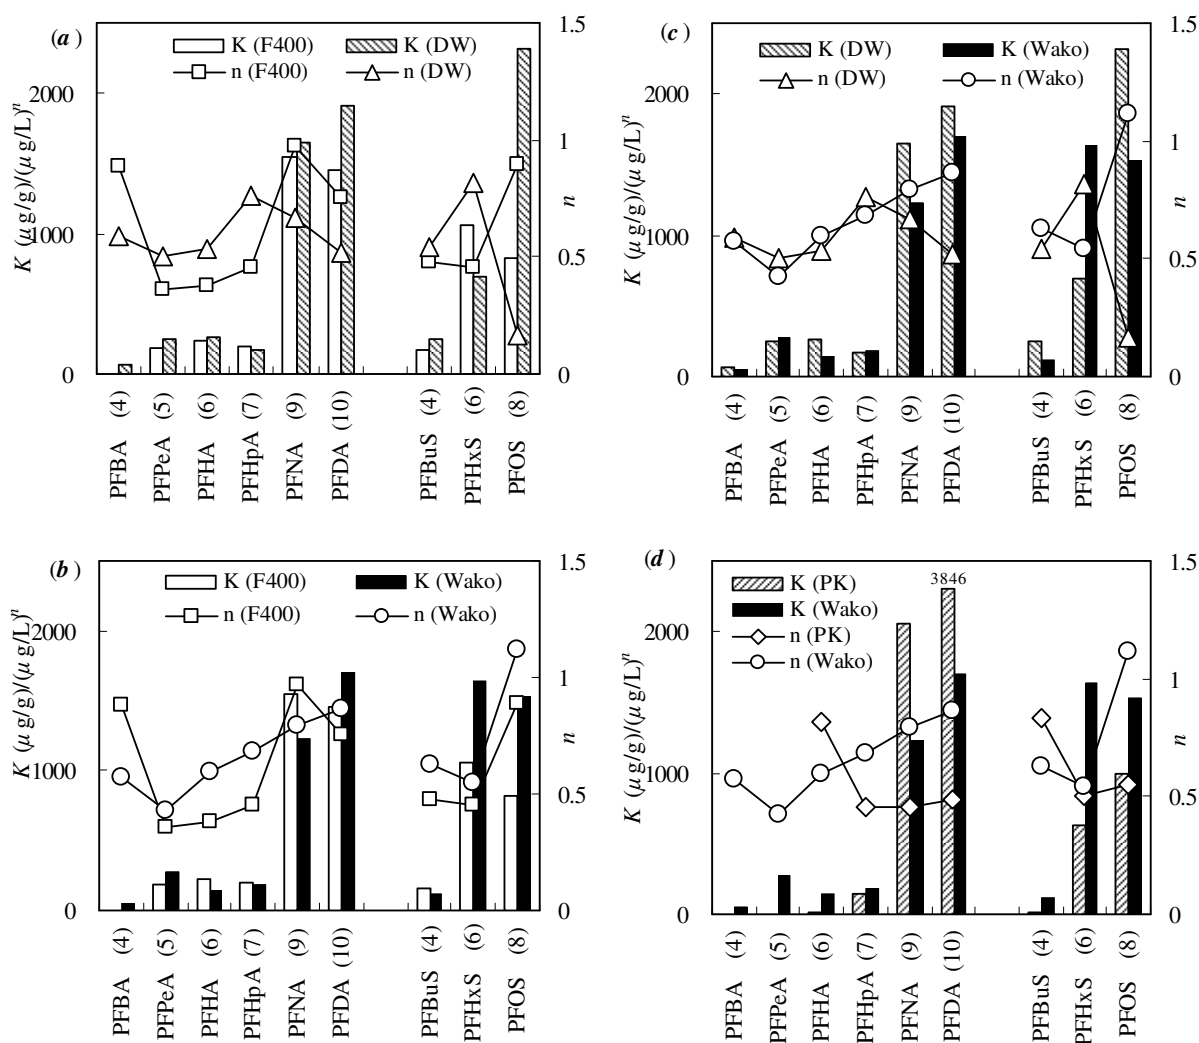 (a)
K (F400)
K (DW)
n (F400)
n (DW)
K (μg/g)/(μg/L)ⁿ
2000
1000
0
1.5
1
0.5
0
n
PFBA (4)
PFPeA (5)
PFHA (6)
PFHpA (7)
PFNA (9)
PFDA (10)
PFBuS (4)
PFHxS (6)
PFOS (8)
(c)
K (DW)
K (Wako)
n (DW)
n (Wako)
K (μg/g)/(μg/L)ⁿ
2000
1000
0
1.5
1
0.5
0
n
PFBA (4)
PFPeA (5)
PFHA (6)
PFHpA (7)
PFNA (9)
PFDA (10)
PFBuS (4)
PFHxS (6)
PFOS (8)
(b)
K (F400)
K (Wako)
n (F400)
n (Wako)
K (μg/g)/(μg/L)ⁿ
2000
1000
0
1.5
1
0.5
0
n
PFBA (4)
PFPeA (5)
PFHA (6)
PFHpA (7)
PFNA (9)
PFDA (10)
PFBuS (4)
PFHxS (6)
PFOS (8)
(d)
K (PK)
K (Wako)
n (PK)
n (Wako)
3846
K (μg/g)/(μg/L)ⁿ
2000
1000
0
1.5
1
0.5
0
n
PFBA (4)
PFPeA (5)
PFHA (6)
PFHpA (7)
PFNA (9)
PFDA (10)
PFBuS (4)
PFHxS (6)
PFOS (8)